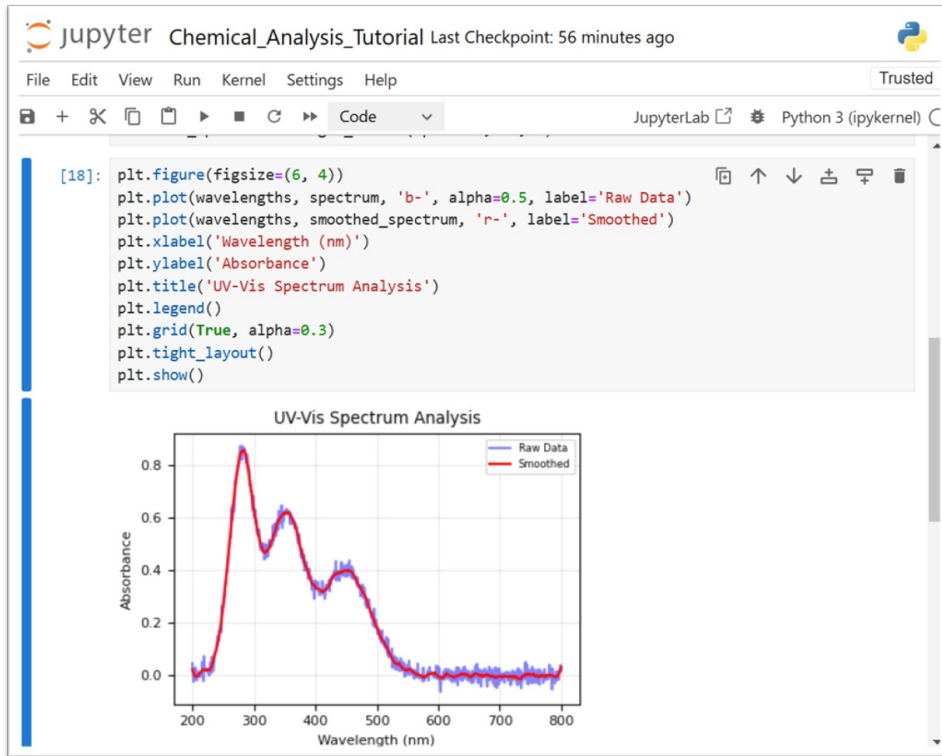 jupyter Chemical_Analysis_Tutorial Last Checkpoint: 56 minutes ago
File Edit View Run Kernel Settings Help Trusted
Code JupyterLab Python 3 (ipykernel)
[18]: plt.figure(figsize=(6, 4))
plt.plot(wavelengths, spectrum, 'b-', alpha=0.5, label='Raw Data')
plt.plot(wavelengths, smoothed_spectrum, 'r-', label='Smoothed')
plt.xlabel('Wavelength (nm)')
plt.ylabel('Absorbance')
plt.title('UV-Vis Spectrum Analysis')
plt.legend()
plt.grid(True, alpha=0.3)
plt.tight_layout()
plt.show()
UV-Vis Spectrum Analysis
Raw Data
Smoothed
Absorbance
0.8
0.6
0.4
0.2
0.0
200 300 400 500 600 700 800
Wavelength (nm)